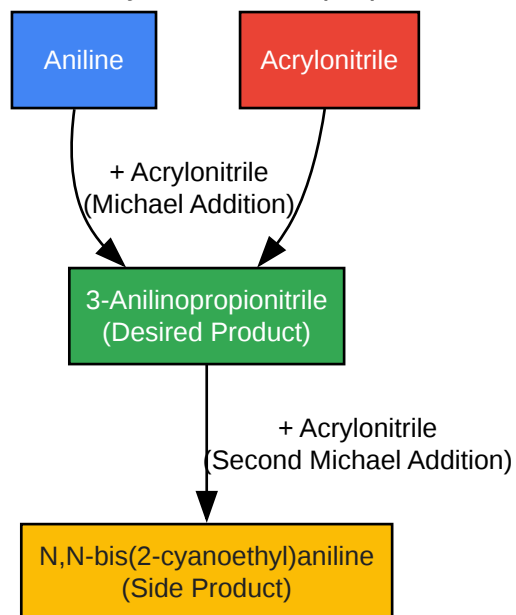 Aniline
Acrylonitrile
+ Acrylonitrile
(Michael Addition)
3-Anilinopropionitrile
(Desired Product)
+ Acrylonitrile
(Second Michael Addition)
N,N-bis(2-cyanoethyl)aniline
(Side Product)